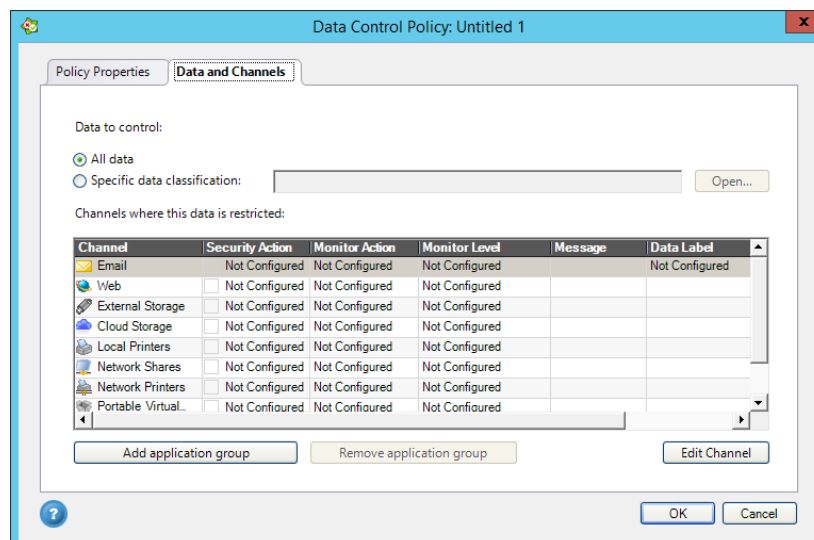 Data Control Policy: Untitled 1
x
Policy Properties Data and Channels
Data to control:
All data
Specific data classification: Open...
Channels where this data is restricted:
Channel Security Action Monitor Action Monitor Level Message Data Label
Email Not Configured Not Configured Not Configured Not Configured
Web Not Configured Not Configured Not Configured
External Storage Not Configured Not Configured Not Configured
Cloud Storage Not Configured Not Configured Not Configured
Local Printers Not Configured Not Configured Not Configured
Network Shares Not Configured Not Configured Not Configured
Network Printers Not Configured Not Configured Not Configured
Portable Virtual... Not Configured Not Configured Not Configured
Add application group Remove application group Edit Channel
? OK Cancel